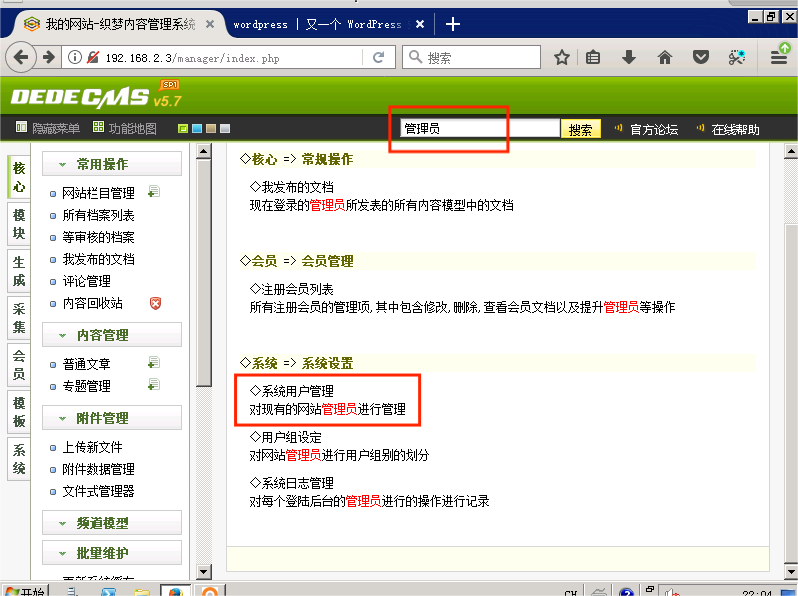 我的网站-织梦内容管理系统
wordpress | 又一个 WordPress
192.168.2.3/manager/index.php
搜索
DEDECMS v5.7 SP1
隐藏菜单 功能地图
管理员 搜索 官方论坛 在线帮助
核心
模块
生成
采集
会员
模板
系统
常用操作
网站栏目管理
所有档案列表
等审核的档案
我发布的文档
评论管理
内容回收站
内容管理
普通文章
专题管理
附件管理
上传新文件
附件数据管理
文件式管理器
频道模型
批量维护
更新系统缓存
◇核心 => 常规操作
◇我发布的文档
现在登录的管理员所发表的所有内容模型中的文档
◇会员 => 会员管理
◇注册会员列表
所有注册会员的管理项,其中包含修改,删除,查看会员文档以及提升管理员等操作
◇系统 => 系统设置
◇系统用户管理
对现有的网站管理员进行管理
◇用户组设定
对网站管理员进行用户组别的划分
◇系统日志管理
对每个登陆后台的管理员进行的操作进行记录
开始
CH
22:04